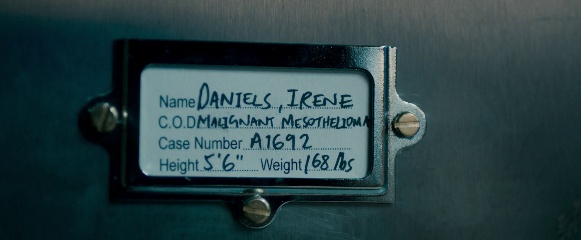 Name DANIELS, IRENE
C.O.D MALIGNANT MESOTHELIOMA
Case Number A1692
Height 5'6" Weight 168 lbs